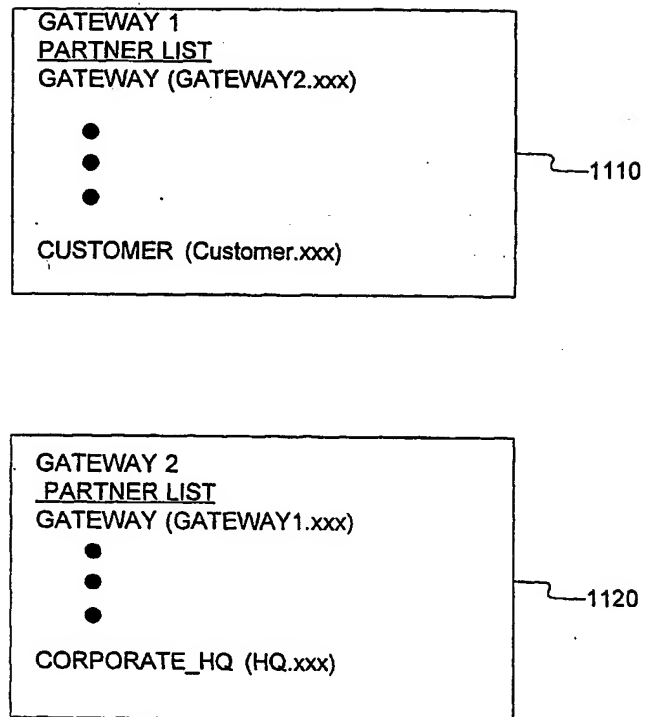 GATEWAY 1
PARTNER LIST
GATEWAY (GATEWAY2.xxx)
1110
CUSTOMER (Customer.xxx)
GATEWAY 2
PARTNER LIST
GATEWAY (GATEWAY1.xxx)
1120
CORPORATE_HQ (HQ.xxx)